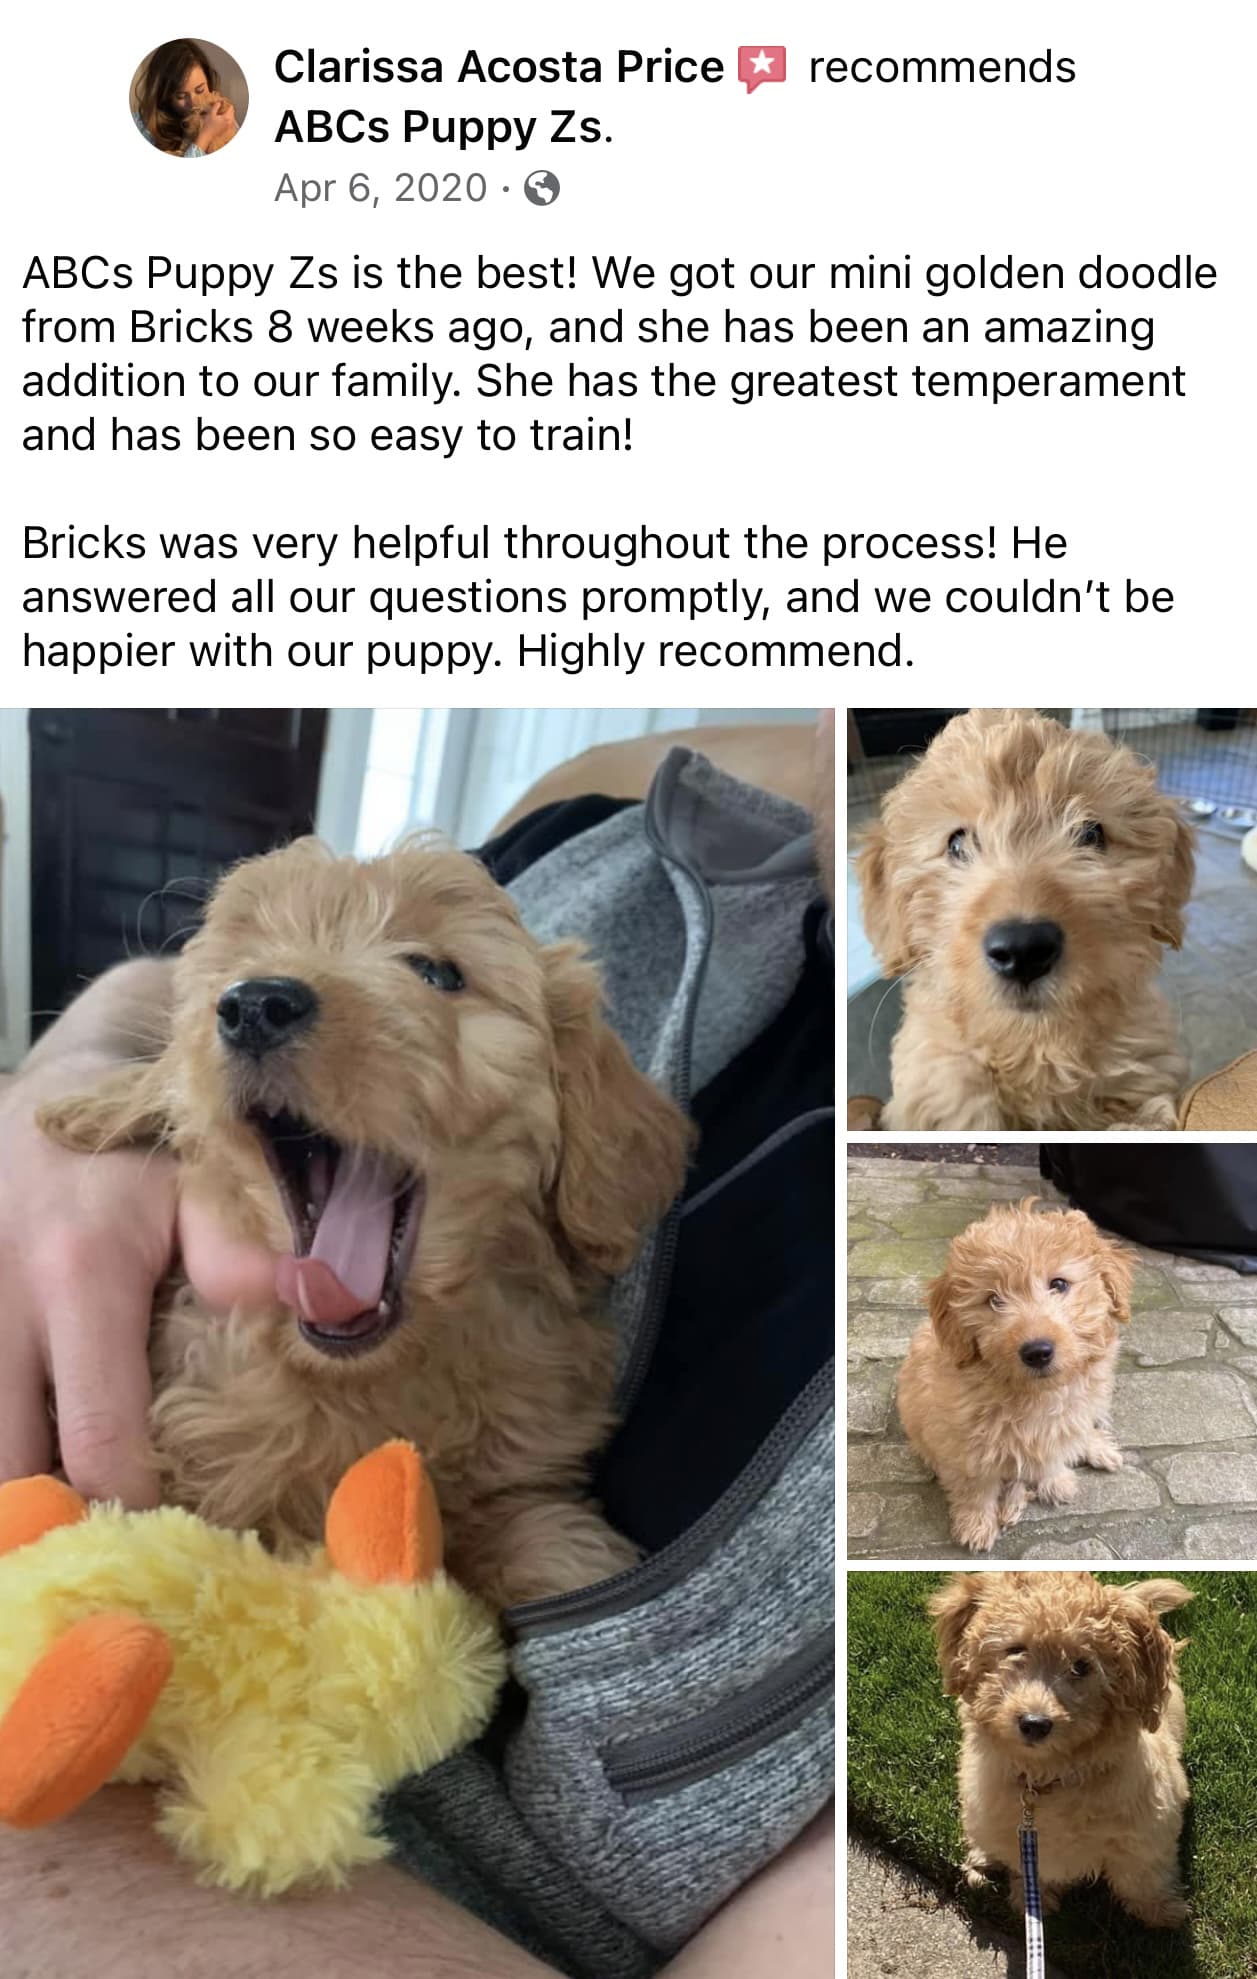 Clarissa Acosta Price recommends
ABCs Puppy Zs.
Apr 6, 2020 ·
ABCs Puppy Zs is the best! We got our mini golden doodle
from Bricks 8 weeks ago, and she has been an amazing
addition to our family. She has the greatest temperament
and has been so easy to train!
Bricks was very helpful throughout the process! He
answered all our questions promptly, and we couldn’t be
happier with our puppy. Highly recommend.